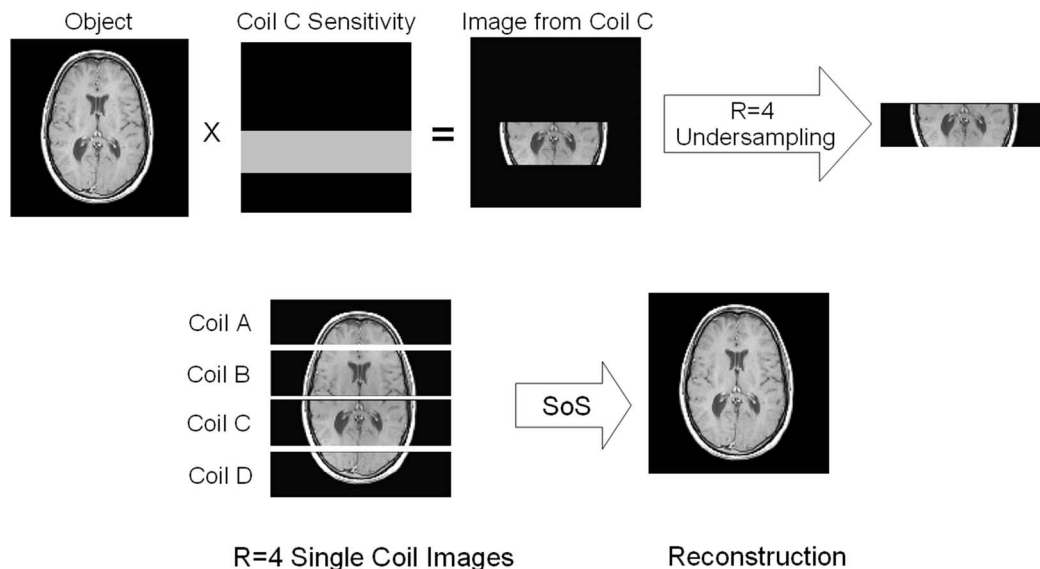 Object
Coil C Sensitivity
Image from Coil C
X
=
R=4
Undersampling
Coil A
Coil B
Coil C
Coil D
SoS
R=4 Single Coil Images
Reconstruction